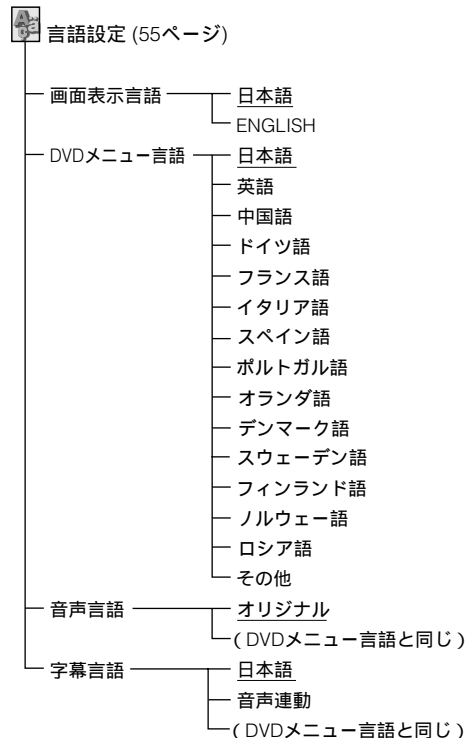 言語設定 (55ページ)
画面表示言語 日本語
ENGLISH
DVDメニュー言語 日本語
英語
中国語
ドイツ語
フランス語
イタリア語
スペイン語
ポルトガル語
オランダ語
デンマーク語
スウェーデン語
フィンランド語
ノルウェー語
ロシア語
その他
音声言語 オリジナル
(DVDメニュー言語と同じ)
字幕言語 日本語
音声連動
(DVDメニュー言語と同じ)